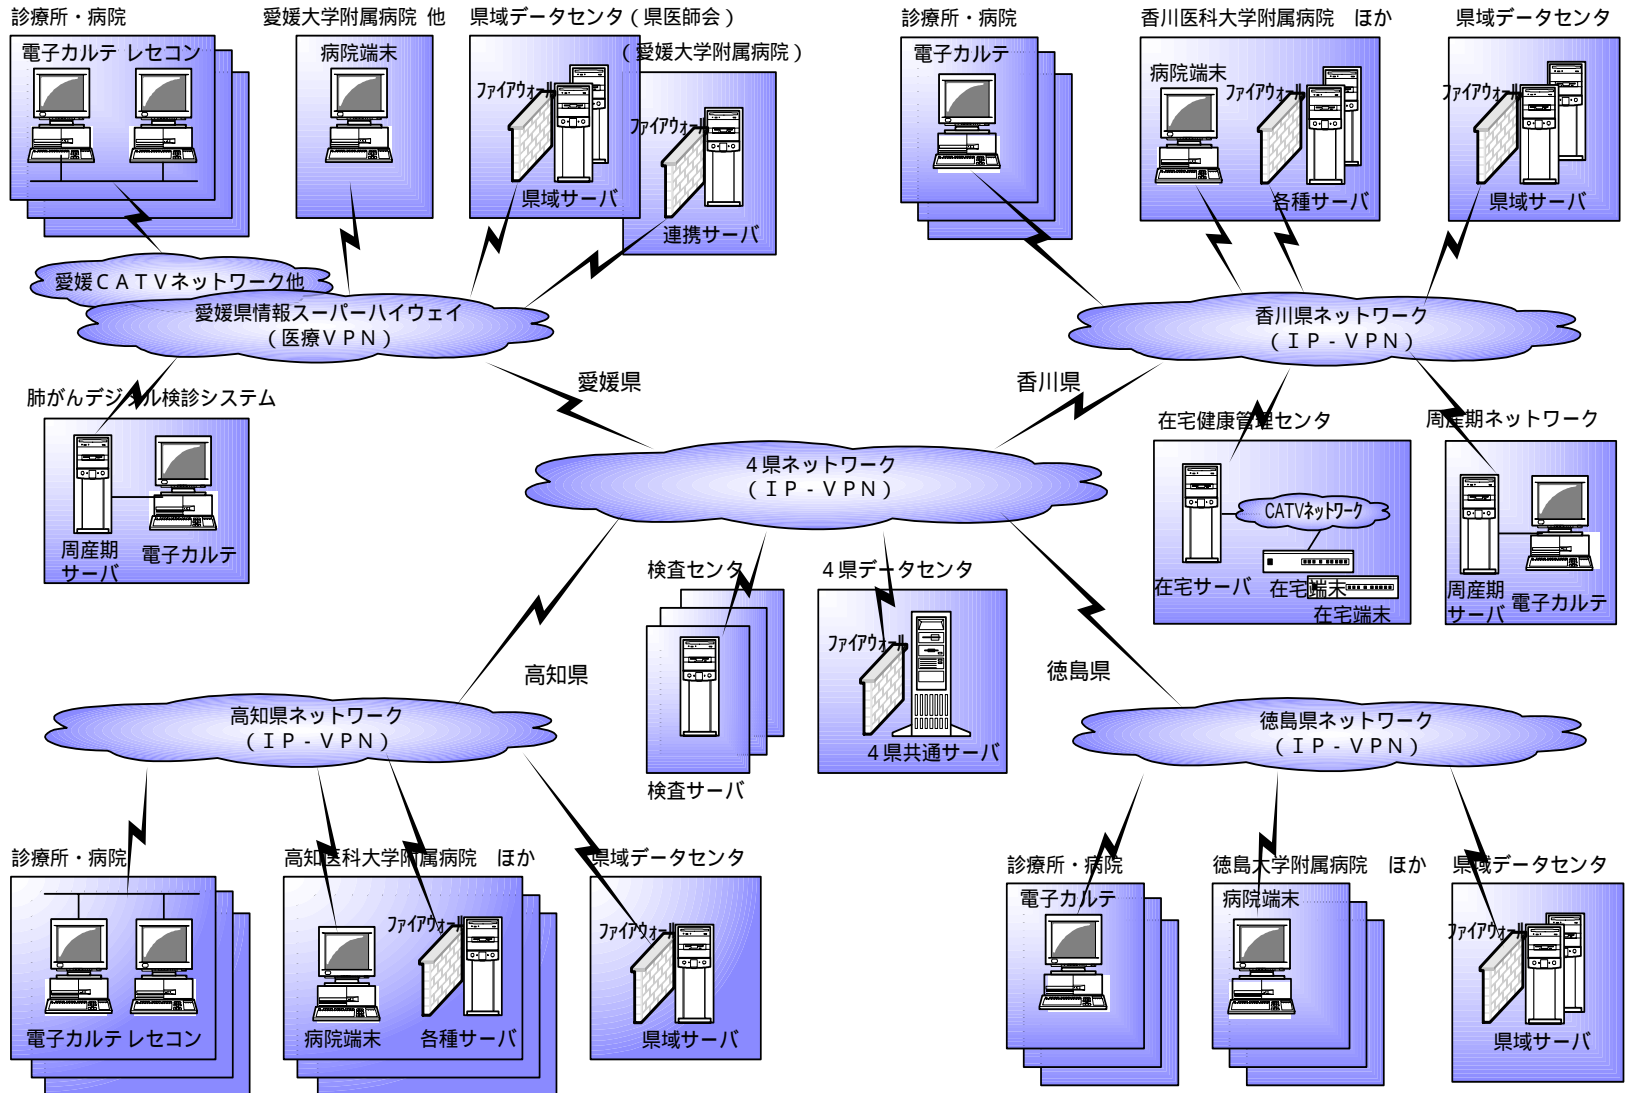 診療所・病院
電子カルテ レセコン
愛媛大学附属病院 他
病院端末
県域データセンタ（県医師会）
（愛媛大学附属病院）
ファイアウォール
県域サーバ
ファイアウォール
連携サーバ
診療所・病院
電子カルテ
香川医科大学附属病院　ほか
病院端末
ファイアウォール
各種サーバ
県域データセンタ
ファイアウォール
県域サーバ
愛媛ＣＡＴＶネットワーク他
愛媛県情報スーパーハイウェイ
（医療ＶＰＮ）
香川県ネットワーク
（ＩＰ‐ＶＰＮ）
愛媛県
香川県
肺がんデジタル検診システム
周産期
サーバ
電子カルテ
4県ネットワーク
（ＩＰ‐ＶＰＮ）
在宅健康管理センタ
CATVネットワーク
在宅サーバ
在宅端末
在宅端末
周産期ネットワーク
周産期
サーバ
電子カルテ
検査センタ
検査サーバ
4県データセンタ
ファイアウォール
4県共通サーバ
高知県
徳島県
高知県ネットワーク
（ＩＰ‐ＶＰＮ）
徳島県ネットワーク
（ＩＰ‐ＶＰＮ）
診療所・病院
電子カルテ レセコン
高知医科大学附属病院　ほか
病院端末
ファイアウォール
各種サーバ
県域データセンタ
ファイアウォール
県域サーバ
診療所・病院
電子カルテ
徳島大学附属病院　ほか
病院端末
県域データセンタ
ファイアウォール
県域サーバ